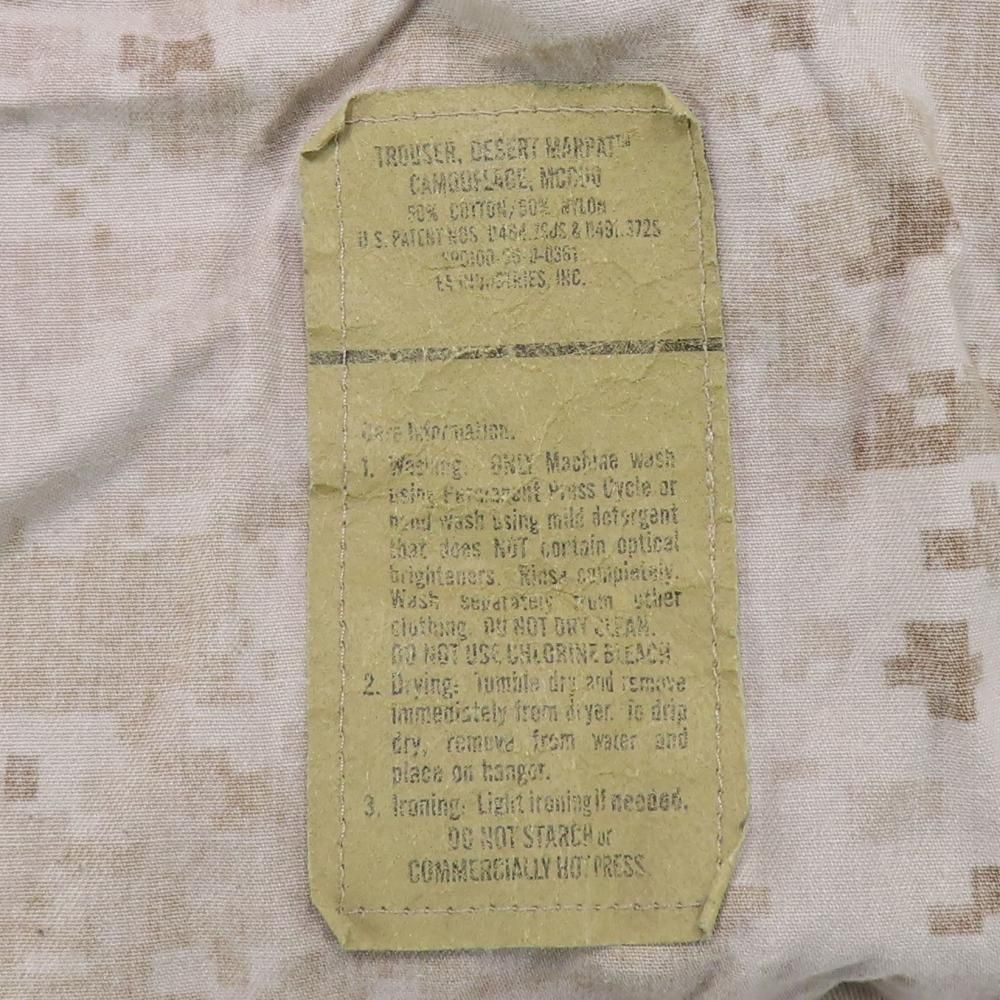 TROUSER, DESERT MARPAT™
CAMOUFLAGE, MCCUU
50% COTTON/50% NYLON
U.S. PATENT NOS. & D491,372S
INDUSTRIES, INC.
Care Information.
1. Washing: ONLY Machine wash
using Permanent Press Cycle or
hand wash using mild detergent
that does NOT contain optical
brighteners. Rinse completely.
Wash separately from other
clothing. DO NOT DRY CLEAN.
DO NOT USE CHLORINE BLEACH
2. Drying: Tumble dry and remove
immediately from dryer. To drip
dry, remove from water and
place on hanger.
3. Ironing: Light ironing if needed.
DO NOT STARCH or
COMMERCIALLY HOT PRESS.